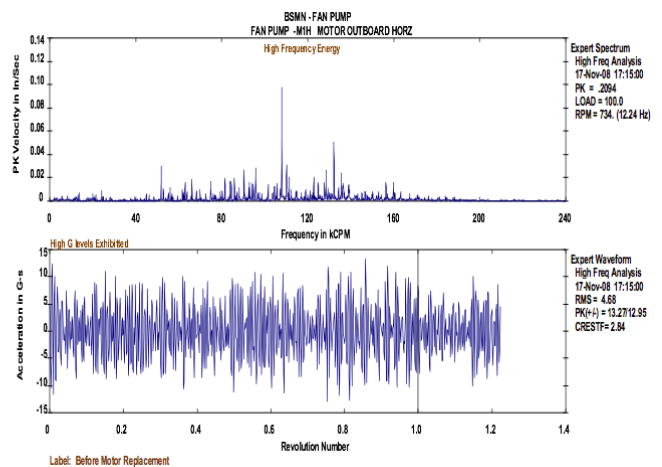 BSMN - FAN PUMP
FAN PUMP -M1H MOTOR OUTBOARD HORZ
High Frequency Energy
PK Velocity in In/Sec
0.14
0.12
0.10
0.08
0.06
0.04
0.02
0
0 40 80 120 160 200 240
Frequency in kCPM
Expert Spectrum
High Freq Analysis
17-Nov-08 17:15:00
PK = .2094
LOAD = 100.0
RPM = 734. (12.24 Hz)
High G levels Exhibitted
Acceleration in G-s
15
10
5
0
-5
-10
-15
0 0.2 0.4 0.6 0.8 1.0 1.2 1.4
Revolution Number
Expert Waveform
High Freq Analysis
17-Nov-08 17:15:00
RMS = 4.68
PK(+/-) = 13.27/12.95
CRESTF= 2.84
Label: Before Motor Replacement